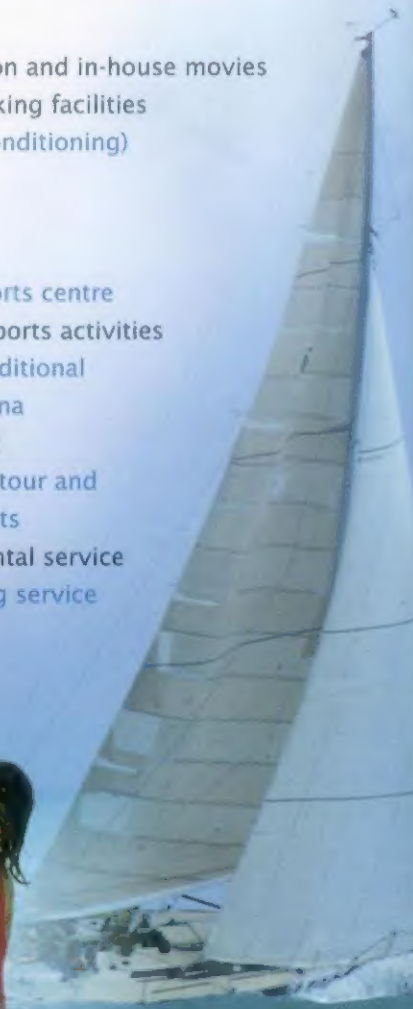 on and in-house movies
king facilities
nditioning)
rts centre
ports activities
ditional
na
tour and
ts
ntal service
g service